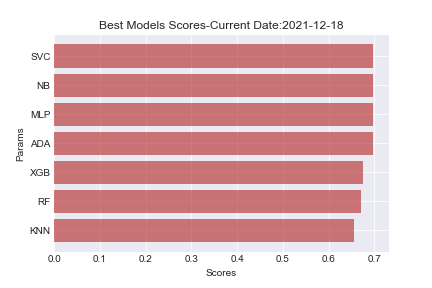 Best Models Scores-Current Date:2021-12-18
SVC
NB
MLP
ADA
XGB
RF
KNN
Params
0.0 0.1 0.2 0.3 0.4 0.5 0.6 0.7
Scores